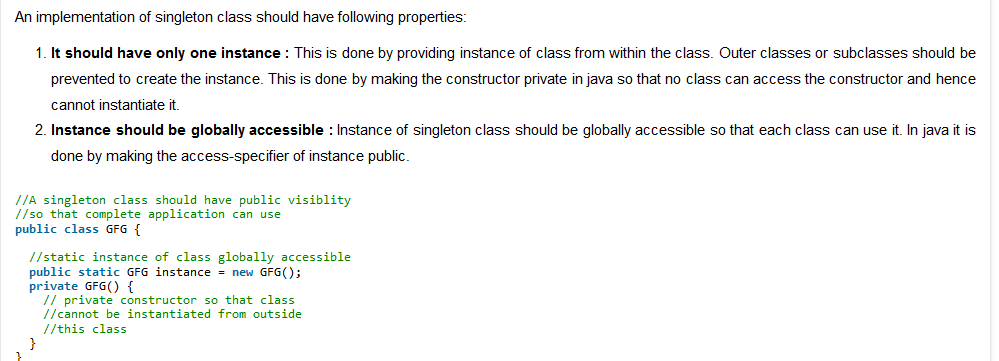 An implementation of singleton class should have following properties:
1. It should have only one instance : This is done by providing instance of class from within the class. Outer classes or subclasses should be
prevented to create the instance. This is done by making the constructor private in java so that no class can access the constructor and hence
cannot instantiate it.
2. Instance should be globally accessible : Instance of singleton class should be globally accessible so that each class can use it. In java it is
done by making the access-specifier of instance public.
//A singleton class should have public visiblity
//so that complete application can use
public class GFG {
//static instance of class globally accessible
public static GFG instance = new GFG();
private GFG() {
// private constructor so that class
//cannot be instantiated from outside
//this class
}
}